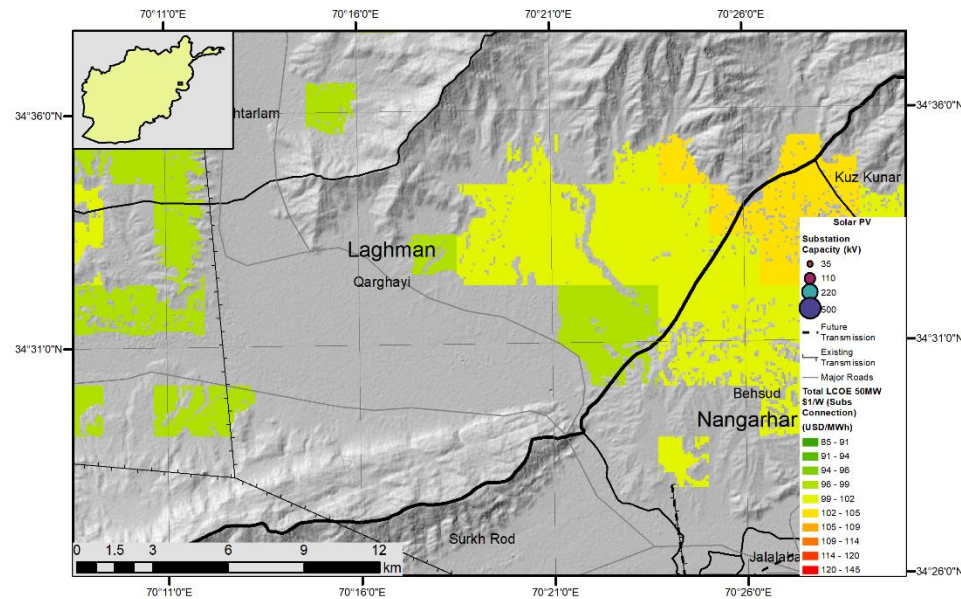 70°11'0"E 70°16'0"E 70°21'0"E 70°26'0"E
34°36'0"N
34°36'0"N
htarlam
Kuz Kunar
Laghman
Qarghayi
34°31'0"N
34°31'0"N
Behsud
Nangarhar
Surkh Rod
Jalalaba
34°26'0"N
Solar PV
Substation
Capacity (kV)
35
110
220
500
Future
Transmission
Existing
Transmission
Major Roads
Total LCOE 50MW
$1/W (Subs
Connection)
(USD/MWh)
85 - 91
91 - 94
94 - 96
96 - 99
99 - 102
102 - 105
105 - 109
109 - 114
114 - 120
120 - 145
0 1.5 3 6 9 12
km
70°11'0"E 70°16'0"E 70°21'0"E 70°26'0"E